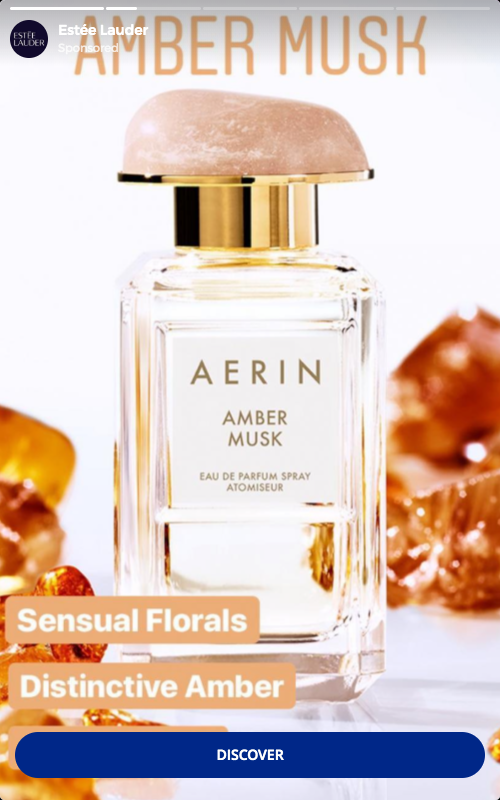 AMBER MUSK
ESTĒE
LAUDER
Estée Lauder
Sponsored
AERIN
AMBER
MUSK
EAU DE PARFUM SPRAY
ATOMISEUR
Sensual Florals
Distinctive Amber
DISCOVER